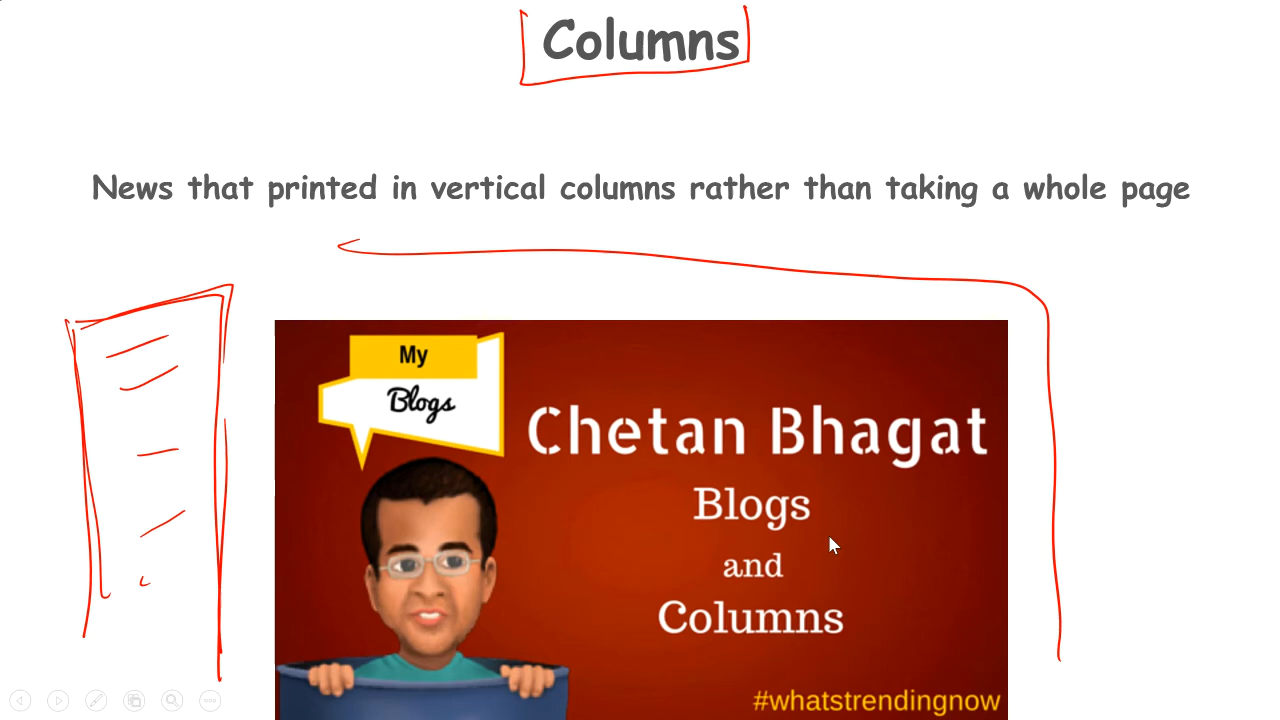 Columns
News that printed in vertical columns rather than taking a whole page
My
Blogs
Chetan Bhagat
Blogs
and
Columns
#whatstrendingnow